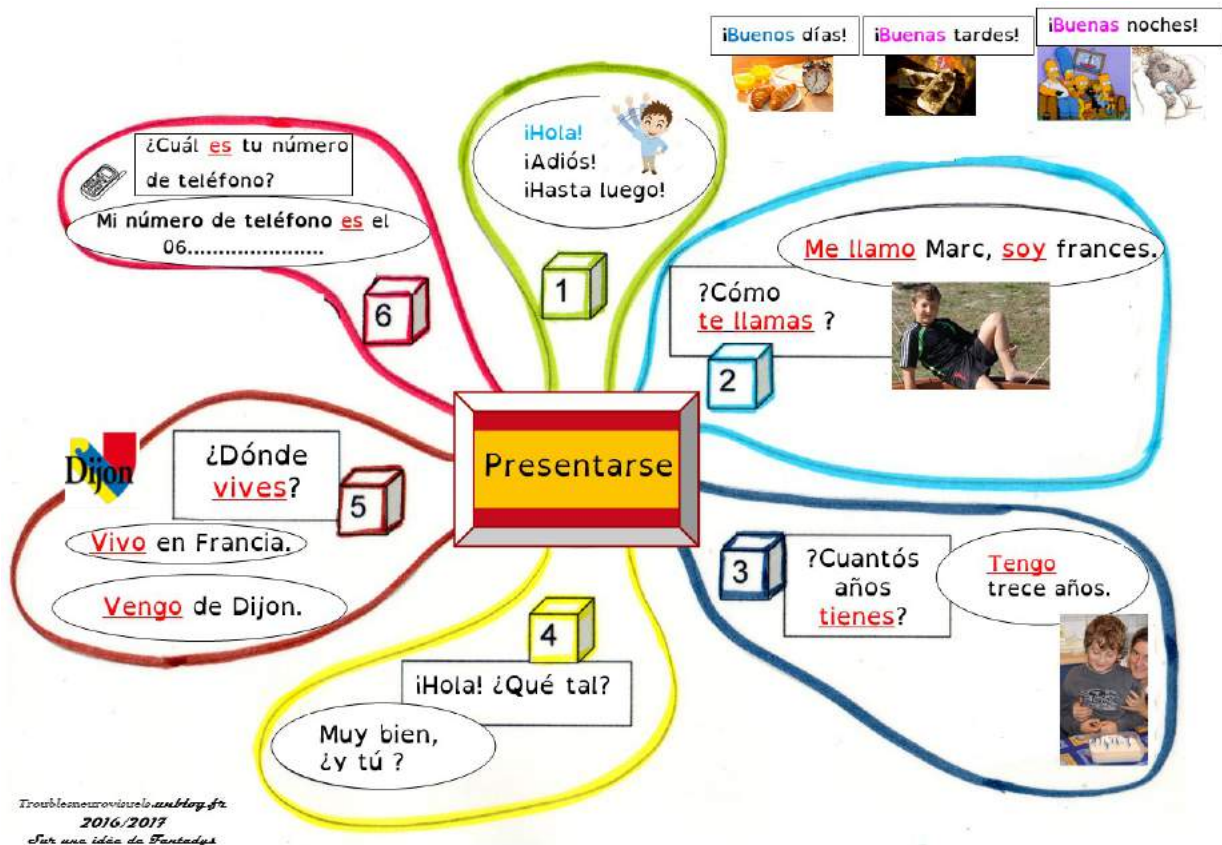 ¡Buenos días!
¡Buenas tardes!
¡Buenas noches!
¡Hola!
¡Adiós!
¡Hasta luego!
1
Me llamo Marc, soy frances.
?Cómo
te llamas ?
2
3
?Cuantós
años
tienes?
Tengo
trece años.
4
¡Hola! ¿Qué tal?
Muy bien,
¿y tú ?
Dijon
¿Dónde
vives?
5
Vivo en Francia.
Vengo de Dijon.
¿Cuál es tu número
de teléfono?
Mi número de teléfono es el
06......................
6
Presentarse
Troublesneurovisuels.unblog.fr
2016/2017
Sur une idée de Fantadys